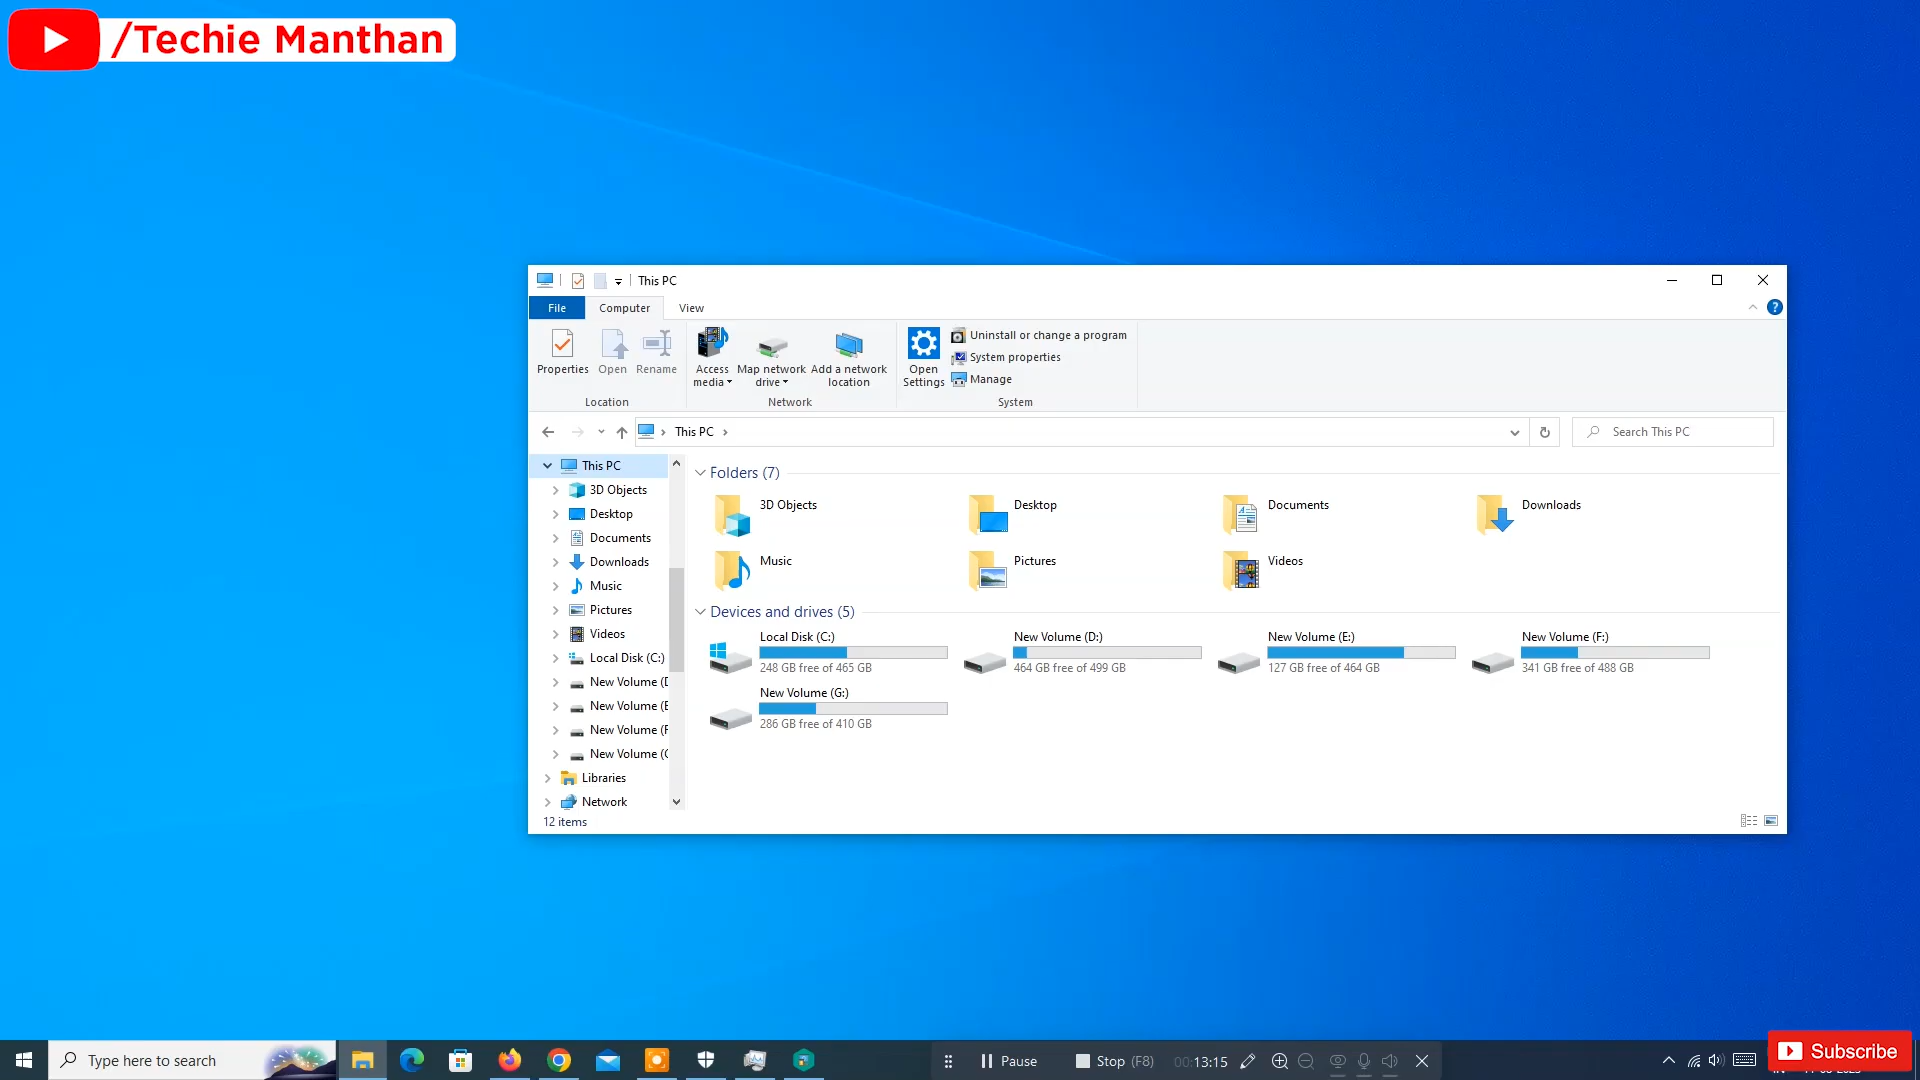 /Techie Manthan
This PC
File
Computer
View
Properties
Open
Rename
Access media
Map network drive
Add a network location
Open Settings
Uninstall or change a program
System properties
Manage
Location
Network
System
This PC
Search This PC
This PC
3D Objects
Desktop
Documents
Downloads
Music
Pictures
Videos
Local Disk (C:)
New Volume (D
New Volume (E
New Volume (F
New Volume (G
Libraries
Network
12 items
Folders (7)
3D Objects
Desktop
Documents
Downloads
Music
Pictures
Videos
Devices and drives (5)
Local Disk (C:)
248 GB free of 465 GB
New Volume (D:)
464 GB free of 499 GB
New Volume (E:)
127 GB free of 464 GB
New Volume (F:)
341 GB free of 488 GB
New Volume (G:)
286 GB free of 410 GB
Type here to search
Pause
Stop (F8)
00:13:15
Subscribe